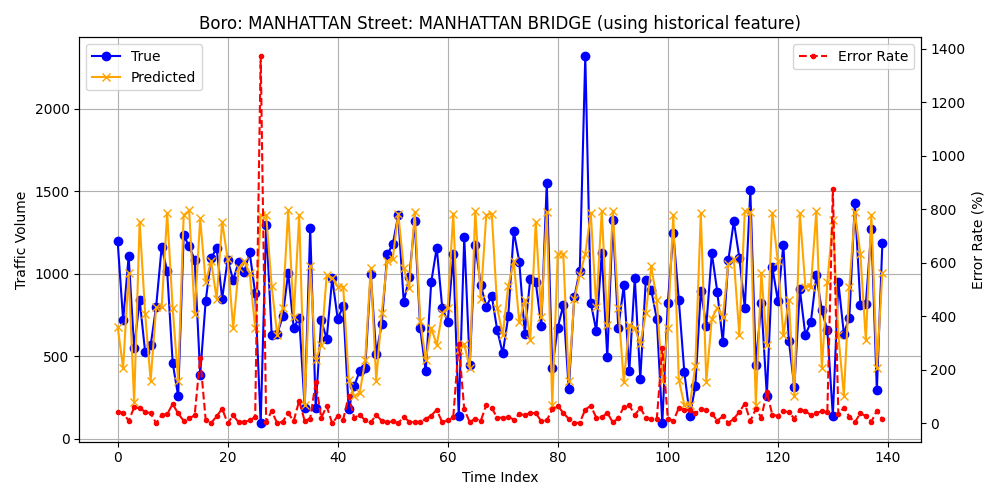 Boro: MANHATTAN Street: MANHATTAN BRIDGE (using historical feature)
True
Predicted
Error Rate
Traffic Volume
2000
1500
1000
500
0
1400
1200
1000
800
600
400
200
0
Error Rate (%)
0 20 40 60 80 100 120 140
Time Index